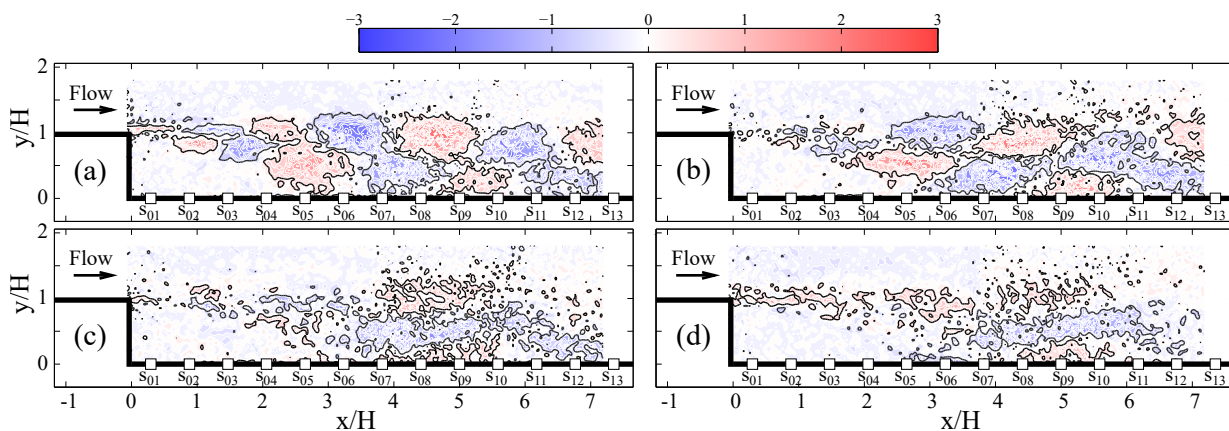 −3 −2 −1 0 1 2 3
2
Flow
Flow
y/H
1
(a)
(b)
0
S01 S02 S03 S04 S05 S06 S07 S08 S09 S10 S11 S12 S13
S01 S02 S03 S04 S05 S06 S07 S08 S09 S10 S11 S12 S13
2
Flow
Flow
y/H
1
(c)
(d)
0
S01 S02 S03 S04 S05 S06 S07 S08 S09 S10 S11 S12 S13
S01 S02 S03 S04 S05 S06 S07 S08 S09 S10 S11 S12 S13
-1 0 1 2 3 4 5 6 7
-1 0 1 2 3 4 5 6 7
x/H
x/H